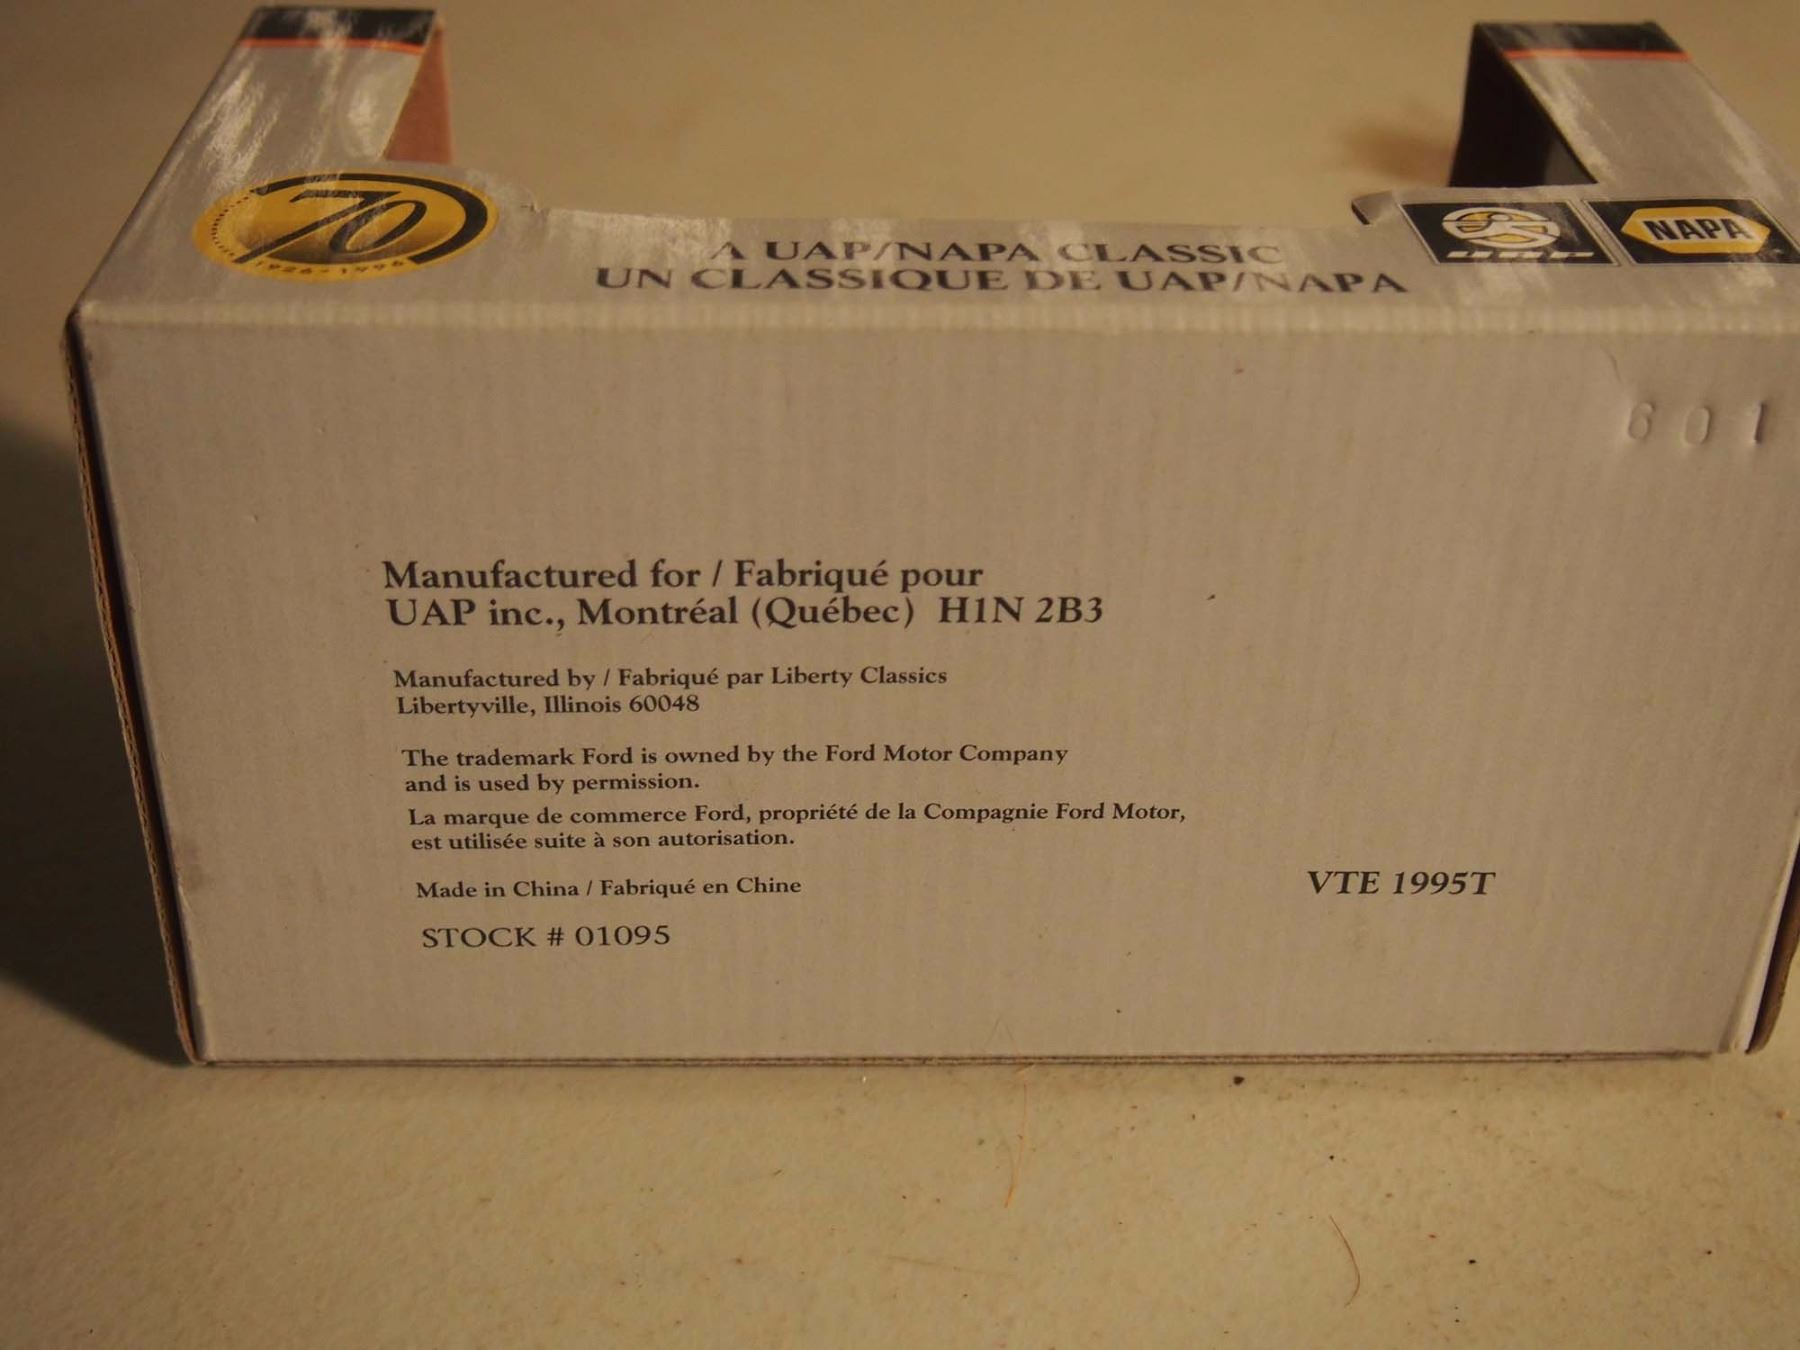 70
1926-1996
A UAP/NAPA CLASSIC
UN CLASSIQUE DE UAP/NAPA
NAPA
601
Manufactured for / Fabriqué pour
UAP inc., Montréal (Québec) H1N 2B3
Manufactured by / Fabriqué par Liberty Classics
Libertyville, Illinois 60048
The trademark Ford is owned by the Ford Motor Company
and is used by permission.
La marque de commerce Ford, propriété de la Compagnie Ford Motor,
est utilisée suite à son autorisation.
Made in China / Fabriqué en Chine
VTE 1995T
STOCK # 01095